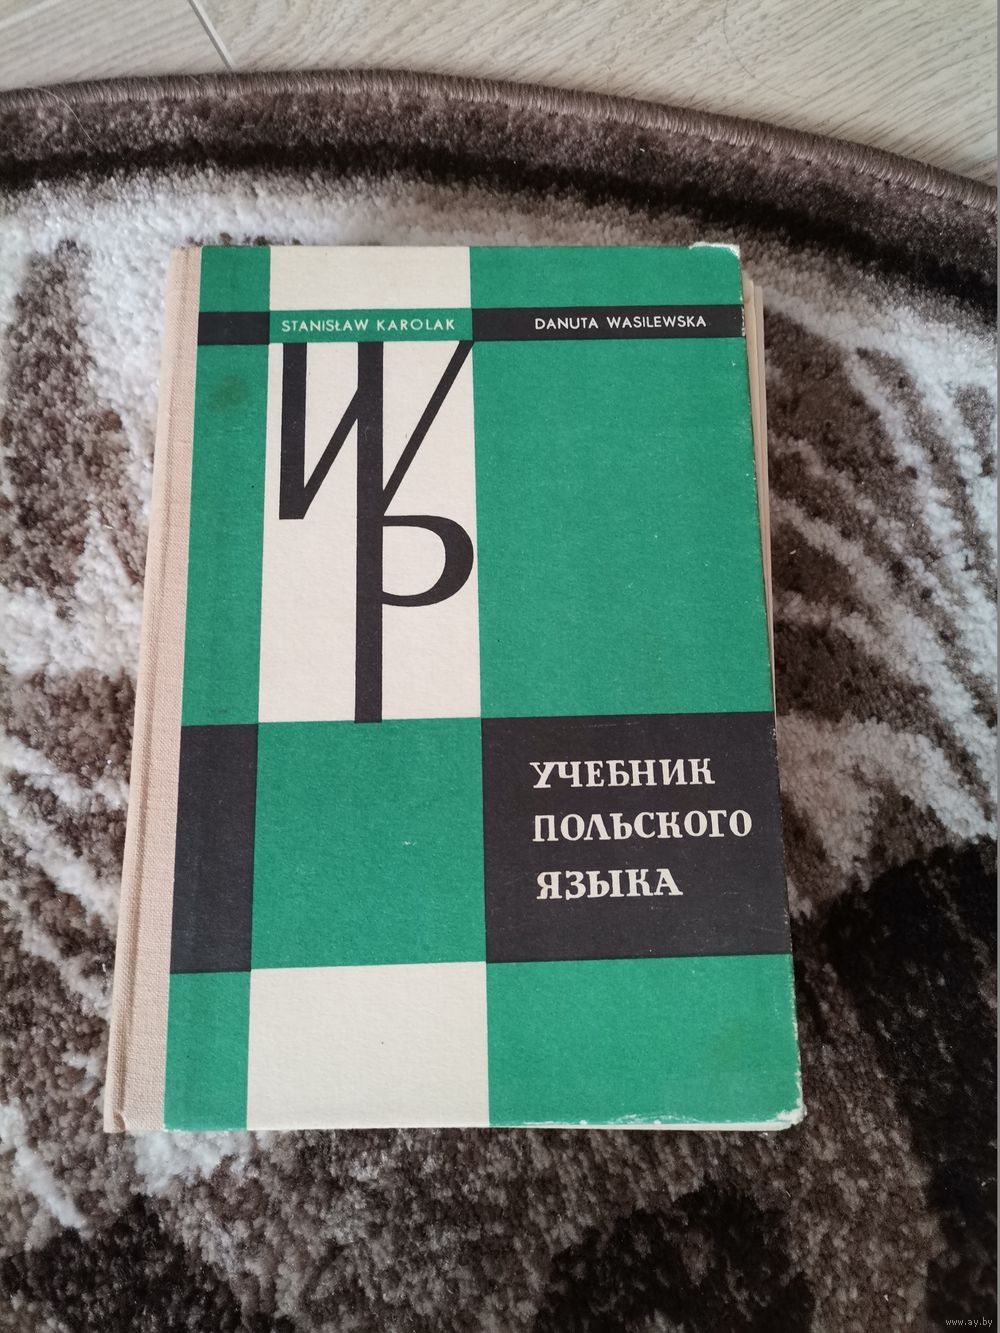 STANISŁAW KAROLAK
DANUTA WASILEWSKA
WP
УЧЕБНИК
ПОЛЬСКОГО
ЯЗЫКА
www.ay.by